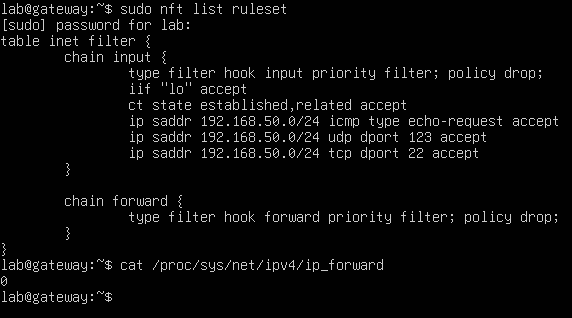 lab@gateway:~$ sudo nft list ruleset
[sudo] password for lab:
table inet filter {
        chain input {
                type filter hook input priority filter; policy drop;
                iif "lo" accept
                ct state established,related accept
                ip saddr 192.168.50.0/24 icmp type echo-request accept
                ip saddr 192.168.50.0/24 udp dport 123 accept
                ip saddr 192.168.50.0/24 tcp dport 22 accept
        }

        chain forward {
                type filter hook forward priority filter; policy drop;
        }
}
lab@gateway:~$ cat /proc/sys/net/ipv4/ip_forward
0
lab@gateway:~$